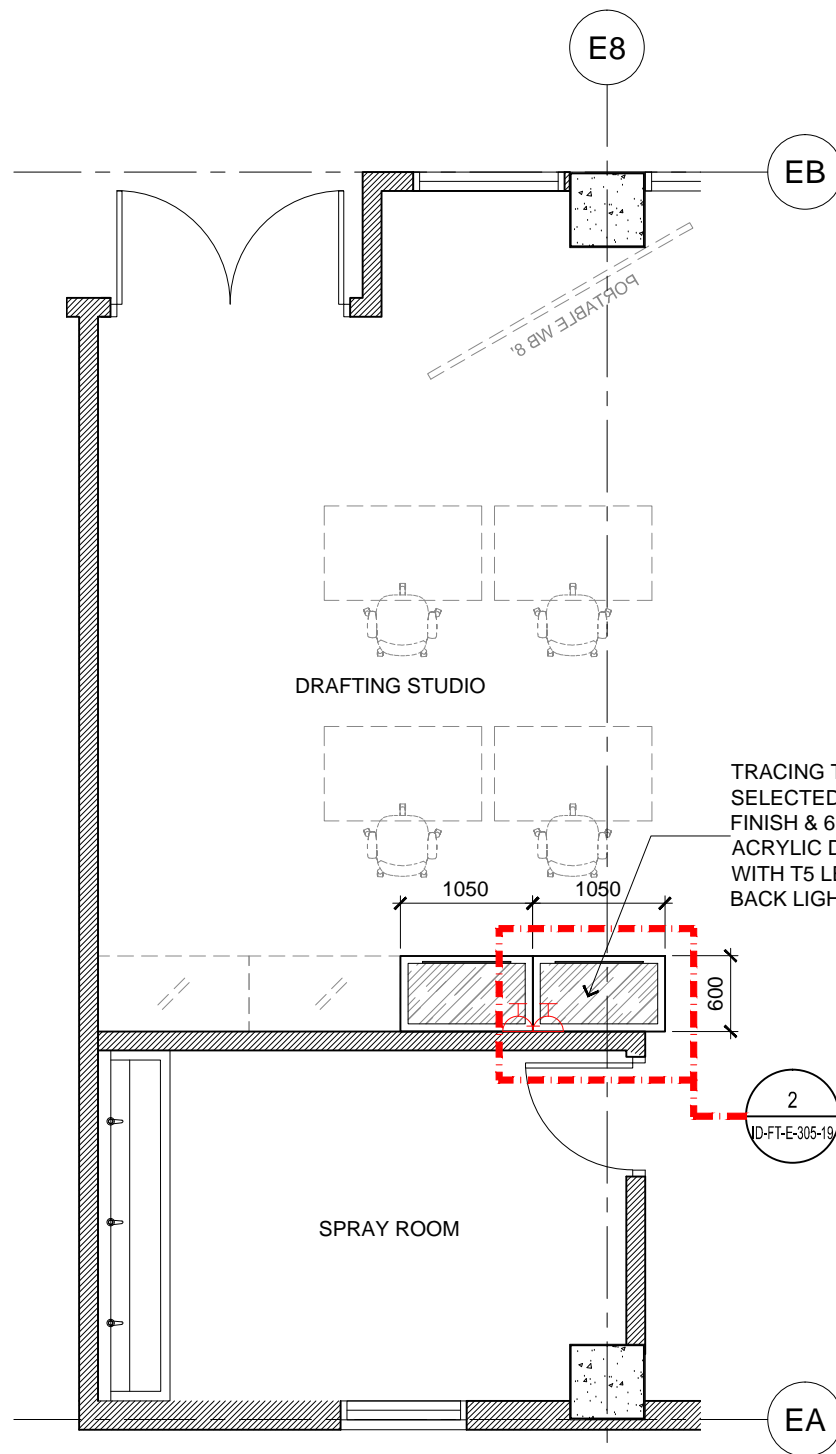 E8
EB
PORTABLE WB 8'
DRAFTING STUDIO
TRACING
SELECTED
FINISH & 6
ACRYLIC
WITH T5
BACK
1050
1050
600
2
ID-FT-E-305-19
SPRAY ROOM
EA